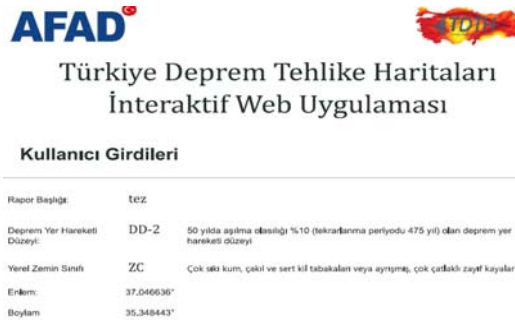 AFAD
TDTH
Türkiye Deprem Tehlike Haritaları
İnteraktif Web Uygulaması
Kullanıcı Girdileri
Rapor Başlığı: tez
Deprem Yer Hareketi Düzeyi: DD-2 50 yılda aşılma olasılığı %10 (tekrarlanma periyodu 475 yıl) olan deprem yer hareketi düzeyi
Yerel Zemin Sınıfı ZC Çok sıkı kum, çakıl ve sert kil tabakaları veya ayrışmış, çok çatlaklı zayıf kayalar
Enlem: 37.046636°
Boylam 35.348443°